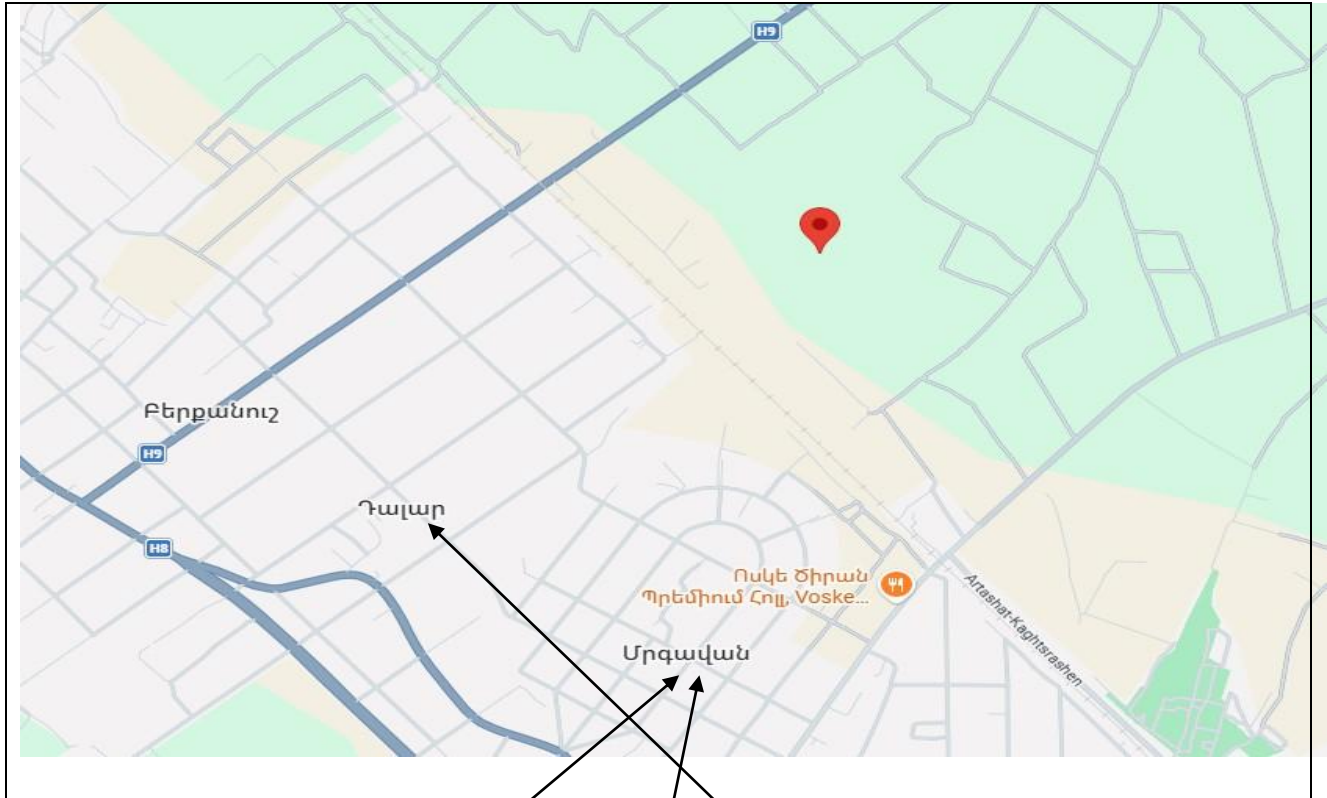 H9
Բերքանուշ
H9
Դալար
H8
Ոսկե Ծիրան
Պրեմիում Հոլլ, Voske...
Artashat-Kaghtsrashen
Մրգավան